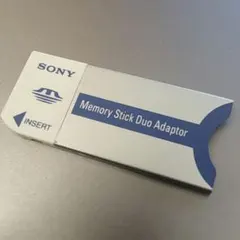 SONY
INSERT
Memory Stick Duo Adaptor